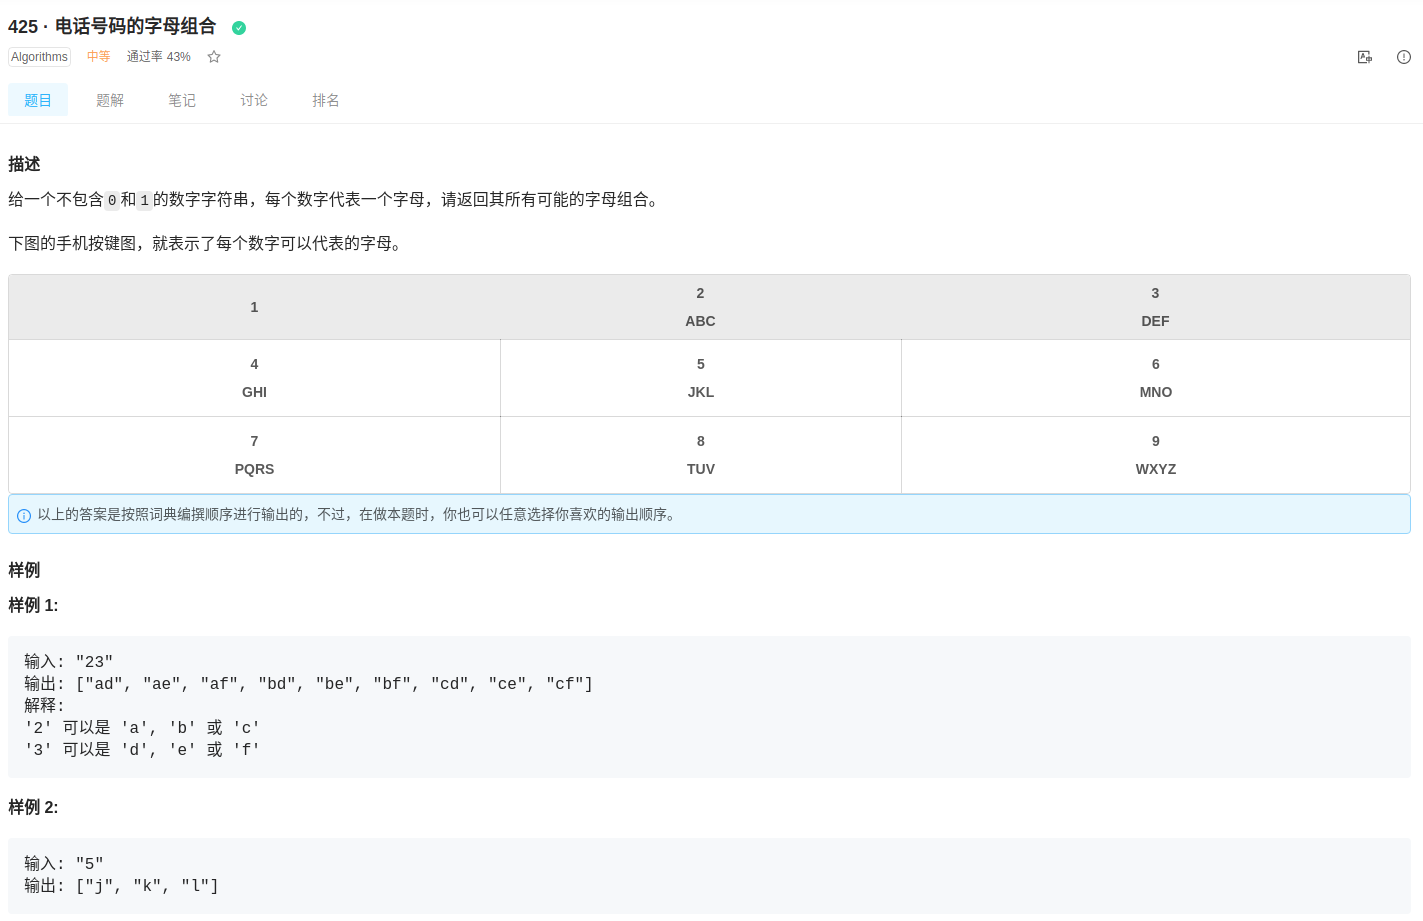 425 · 电话号码的字母组合
Algorithms 中等 通过率 43%
题目 题解 笔记 讨论 排名
描述
给一个不包含0和1的数字字符串，每个数字代表一个字母，请返回其所有可能的字母组合。
下图的手机按键图，就表示了每个数字可以代表的字母。
1 2 3
ABC DEF
4 5 6
GHI JKL MNO
7 8 9
PQRS TUV WXYZ
以上的答案是按照词典编撰顺序进行输出的，不过，在做本题时，你也可以任意选择你喜欢的输出顺序。
样例
样例 1:
输入: "23"
输出: ["ad", "ae", "af", "bd", "be", "bf", "cd", "ce", "cf"]
解释:
'2' 可以是 'a', 'b' 或 'c'
'3' 可以是 'd', 'e' 或 'f'
样例 2:
输入: "5"
输出: ["j", "k", "l"]